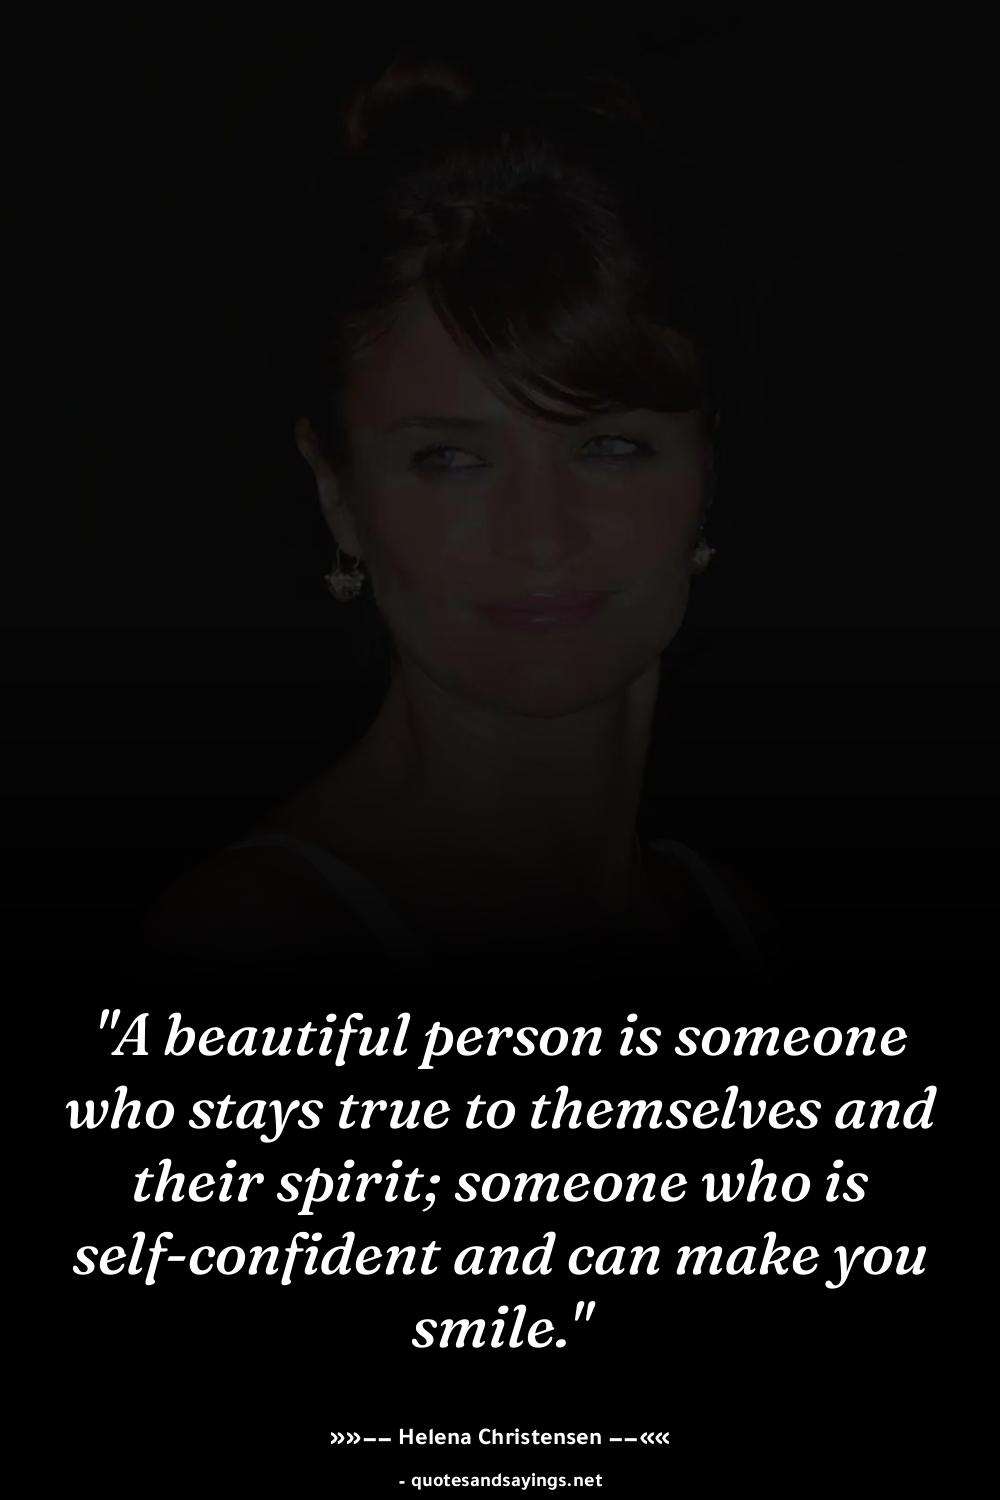 "A beautiful person is someone
who stays true to themselves and
their spirit; someone who is
self-confident and can make you
smile."
»»–– Helena Christensen ––««
- quotesandsayings.net